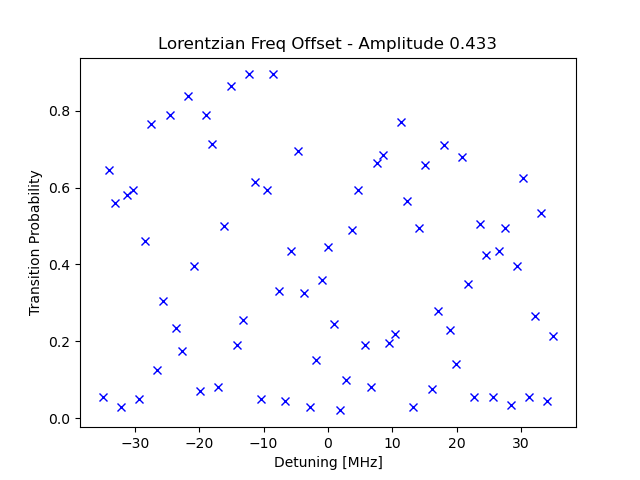 Lorentzian Freq Offset - Amplitude 0.433
Transition Probability
0.8
0.6
0.4
0.2
0.0
−30 −20 −10 0 10 20 30
Detuning [MHz]